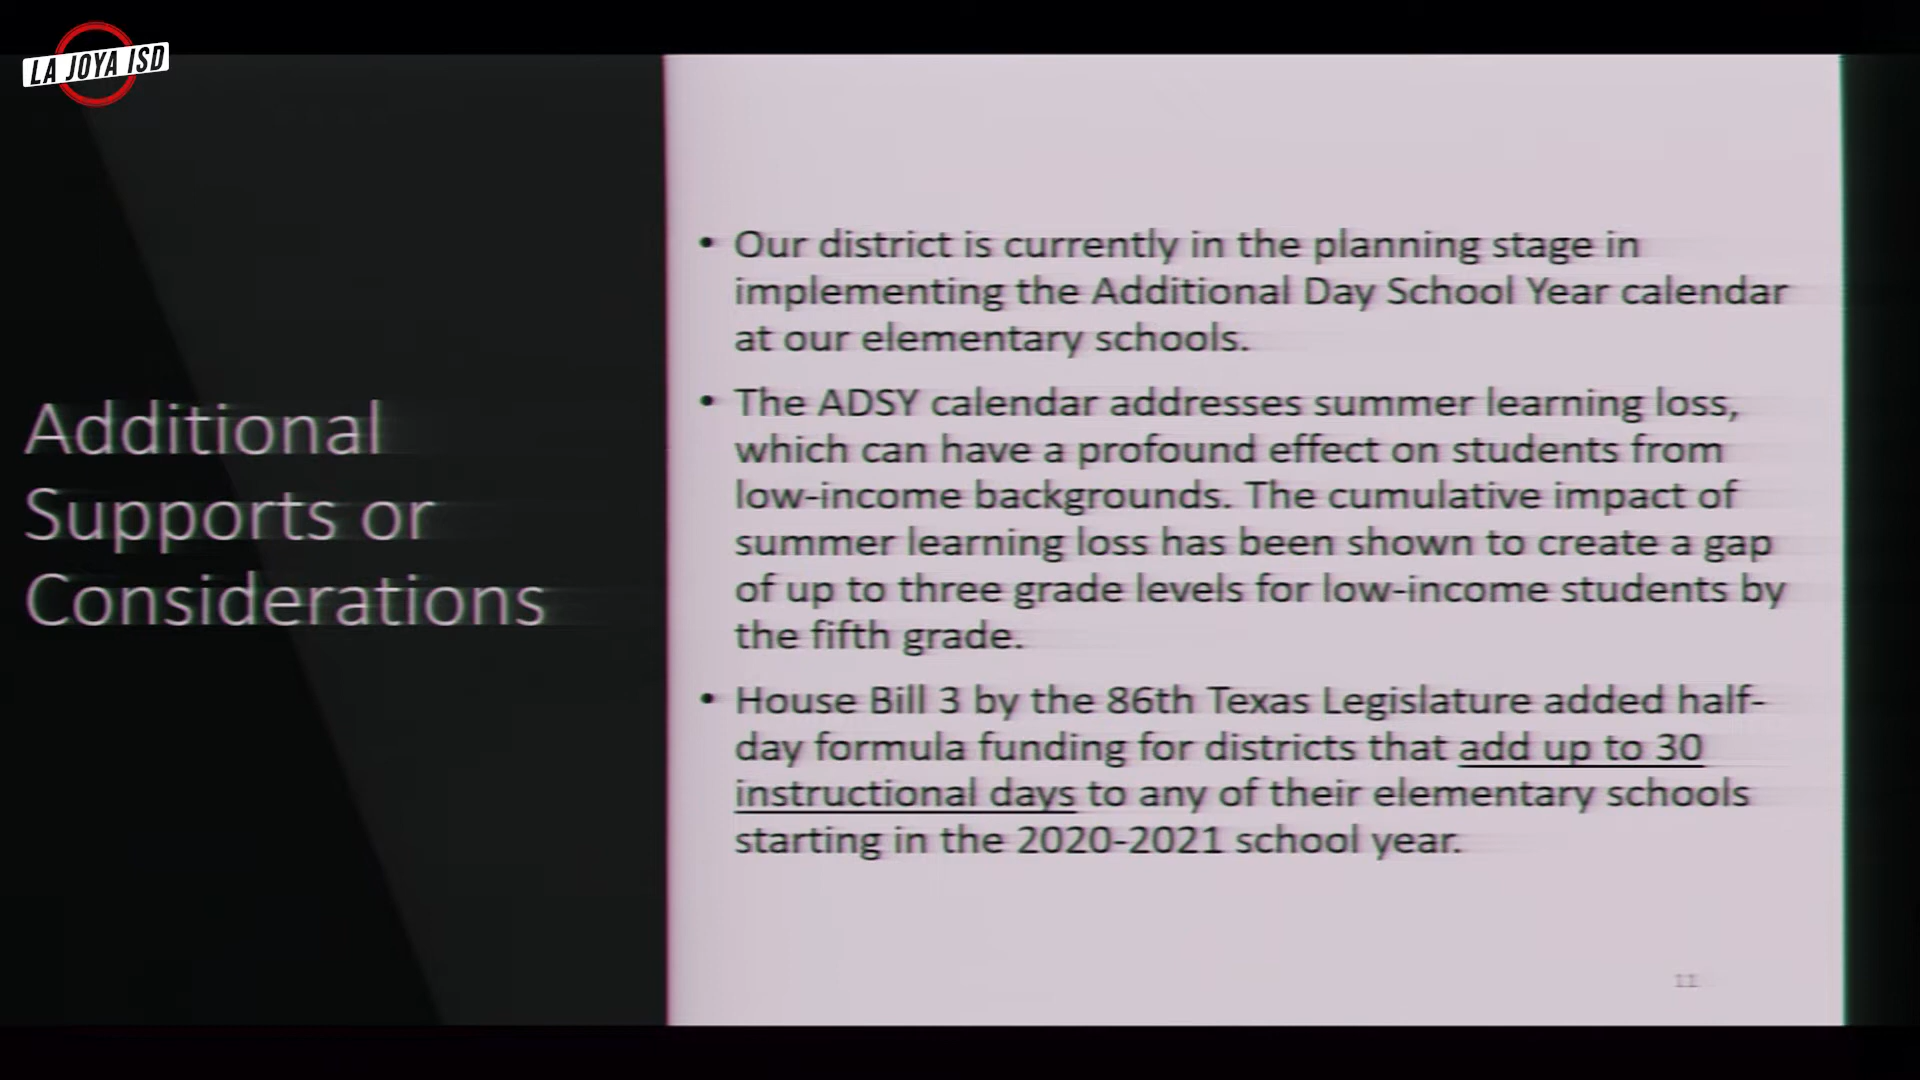 LA JOYA ISD
Additional
Supports or
Considerations
• Our district is currently in the planning stage in
implementing the Additional Day School Year calendar
at our elementary schools.
• The ADSY calendar addresses summer learning loss,
which can have a profound effect on students from
low-income backgrounds. The cumulative impact of
summer learning loss has been shown to create a gap
of up to three grade levels for low-income students by
the fifth grade.
• House Bill 3 by the 86th Texas Legislature added half-
day formula funding for districts that add up to 30
instructional days to any of their elementary schools
starting in the 2020-2021 school year.
11